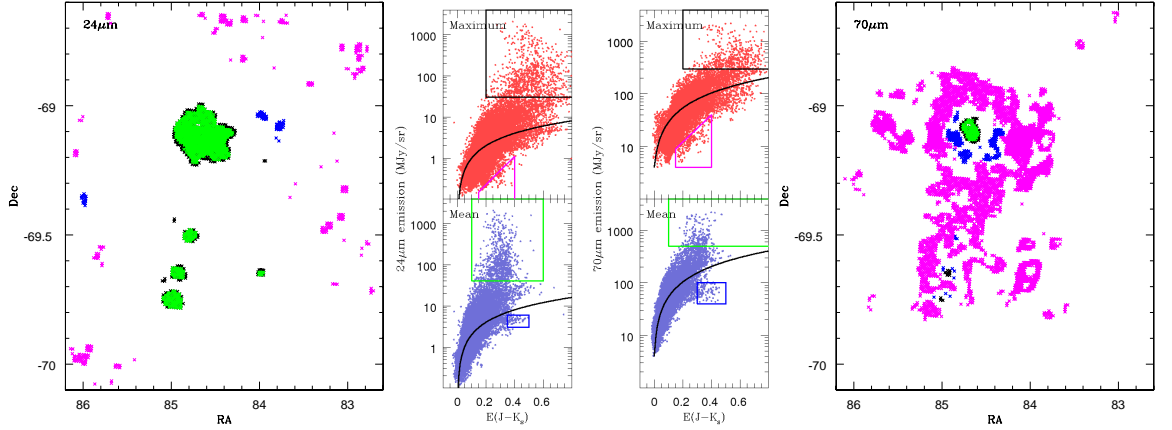 24μm
-69
-69.5
-70
Dec
86 85 84 83
RA
Maximum
1000
100
10
1
Mean
1000
100
10
1
24μm emission (MJy/sr)
0 0.2 0.4 0.6
E(J−Ks)
Maximum
1000
100
10
Mean
1000
100
10
70μm emission (MJy/sr)
0 0.2 0.4 0.6
E(J−Ks)
70μm
-69
-69.5
-70
Dec
86 85 84 83
RA